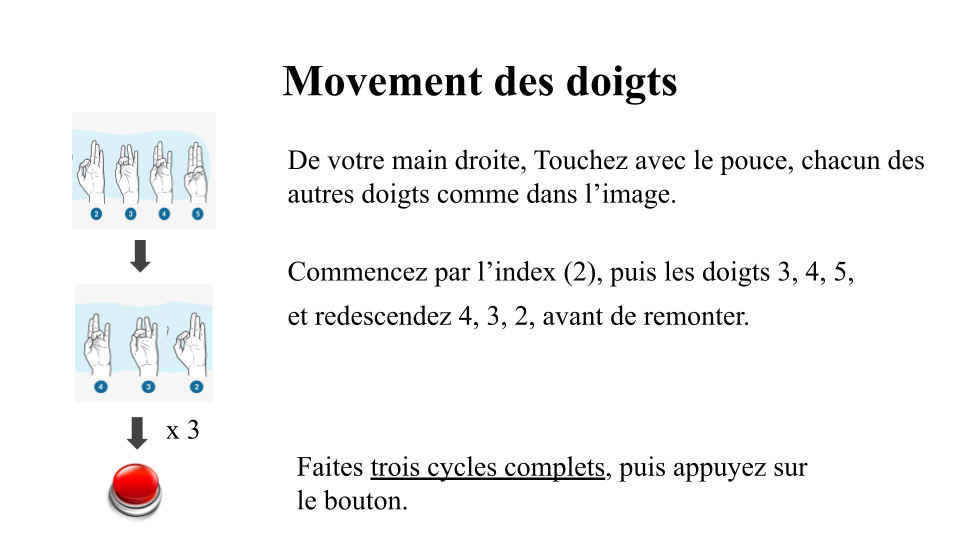 Movement des doigts
De votre main droite, Touchez avec le pouce, chacun des
autres doigts comme dans l’image.
2 3 4 5
Commencez par l’index (2), puis les doigts 3, 4, 5,
et redescendez 4, 3, 2, avant de remonter.
4 3 2
x 3
Faites trois cycles complets, puis appuyez sur
le bouton.